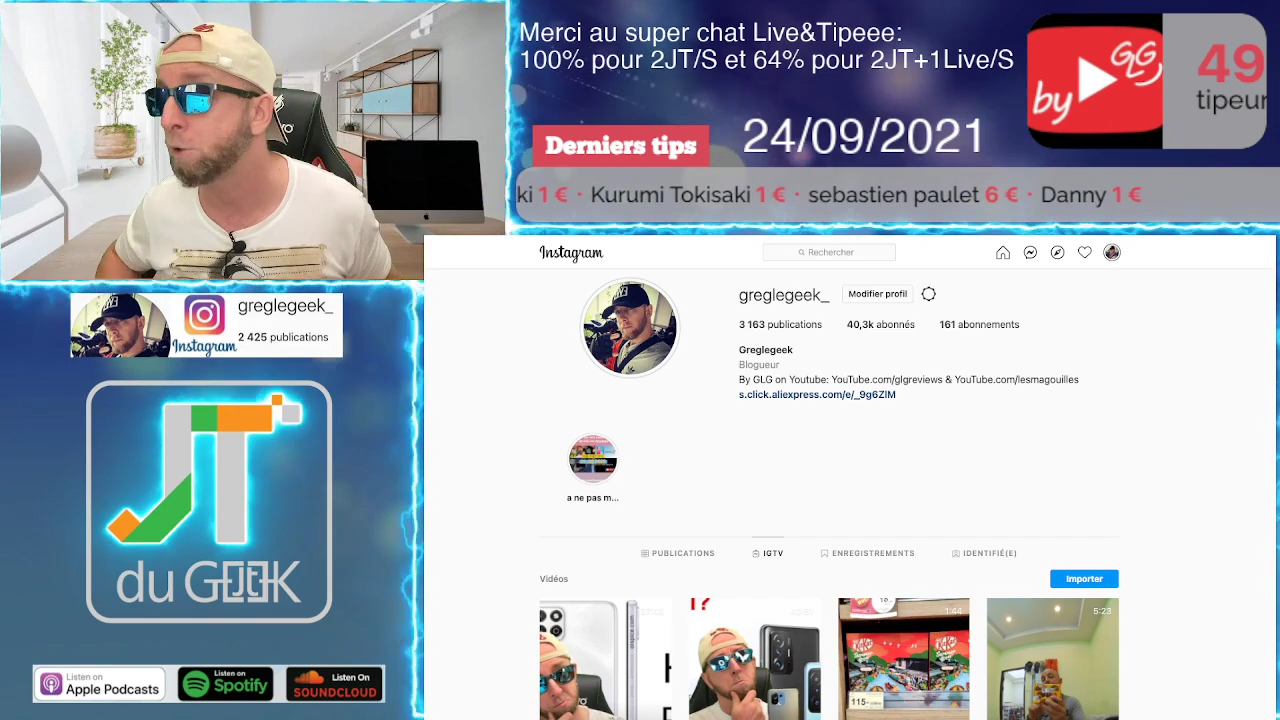 Merci au super chat Live&Tipeee:
100% pour 2JT/S et 64% pour 2JT+1Live/S
by GLG
49
tipeur
Derniers tips
24/09/2021
ki 1 € · Kurumi Tokisaki 1 € · sebastien paulet 6 € · Danny 1 €
Instagram
Rechercher
greglegeek_
Instagram
2 425 publications
greglegeek_
Modifier profil
3 163 publications 40,3k abonnés 161 abonnements
Greglegeek
Blogueur
By GLG on Youtube: YouTube.com/glgreviews & YouTube.com/lesmagouilles
s.click.aliexpress.com/e/_9g6ZIM
a ne pas m...
PUBLICATIONS IGTV ENREGISTREMENTS IDENTIFIÉ(E)
Vidéos
Importer
!?
1:44
5:23
115
JT
du GEEK
Listen on
Apple Podcasts
Listen on
Spotify
Listen On
SOUNDCLOUD